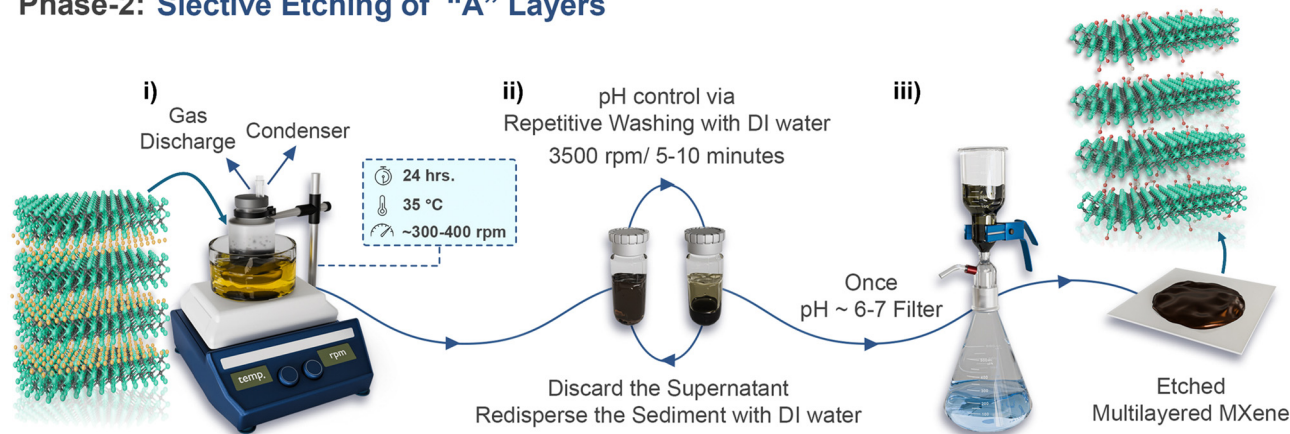 Phase-2: Slective Etching of "A" Layers
i)
Gas
Discharge
Condenser
24 hrs.
35 °C
~300-400 rpm
temp.
rpm
ii)
pH control via
Repetitive Washing with DI water
3500 rpm/ 5-10 minutes
Discard the Supernatant
Redisperse the Sediment with DI water
Once
pH ~ 6-7 Filter
iii)
Etched
Multilayered MXene